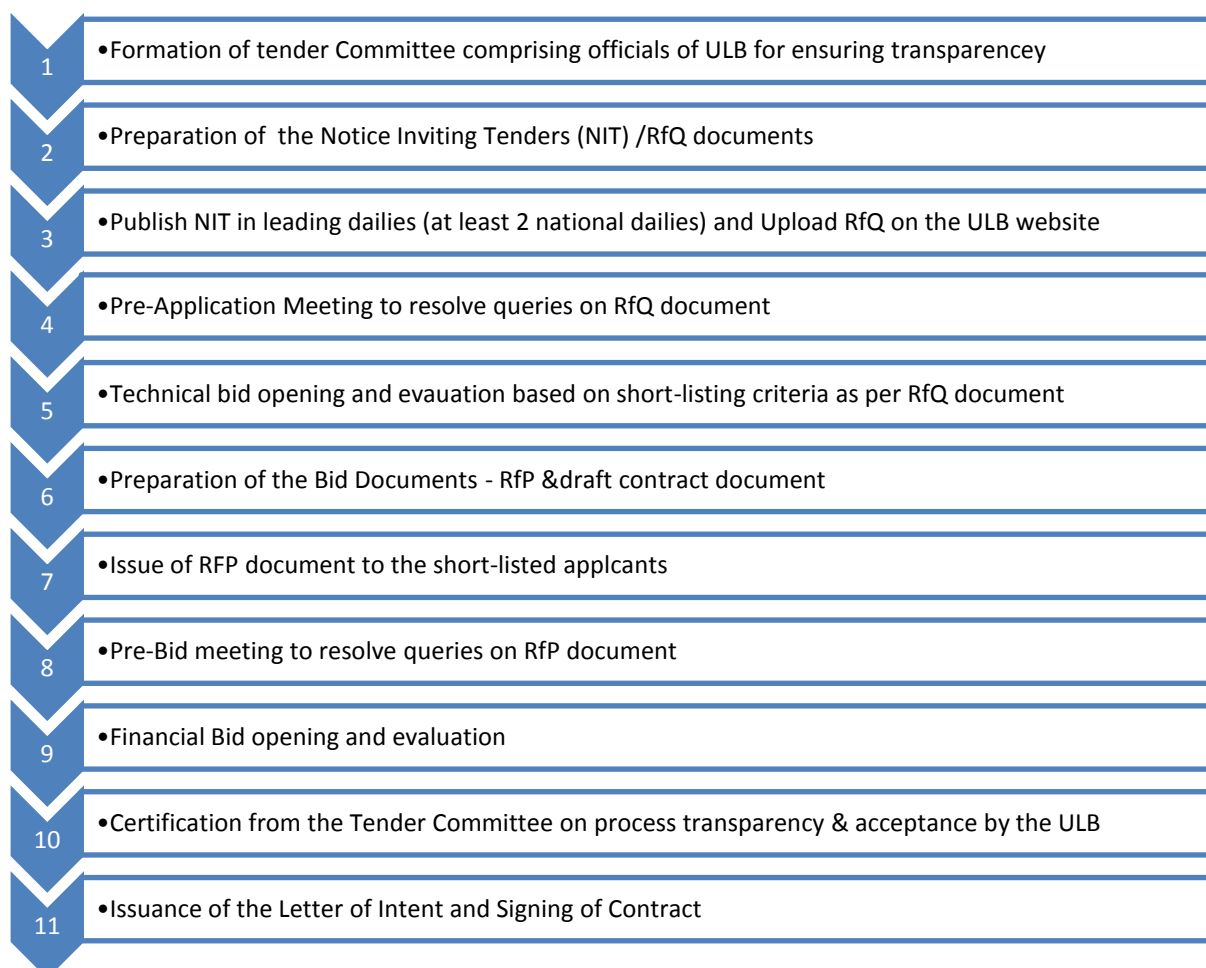 1
•Formation of tender Committee comprising officials of ULB for ensuring transparencey
2
•Preparation of the Notice Inviting Tenders (NIT) /RfQ documents
3
•Publish NIT in leading dailies (at least 2 national dailies) and Upload RfQ on the ULB website
4
•Pre-Application Meeting to resolve queries on RfQ document
5
•Technical bid opening and evauation based on short-listing criteria as per RfQ document
6
•Preparation of the Bid Documents - RfP &draft contract document
7
•Issue of RFP document to the short-listed applcants
8
•Pre-Bid meeting to resolve queries on RfP document
9
•Financial Bid opening and evaluation
10
•Certification from the Tender Committee on process transparency & acceptance by the ULB
11
•Issuance of the Letter of Intent and Signing of Contract